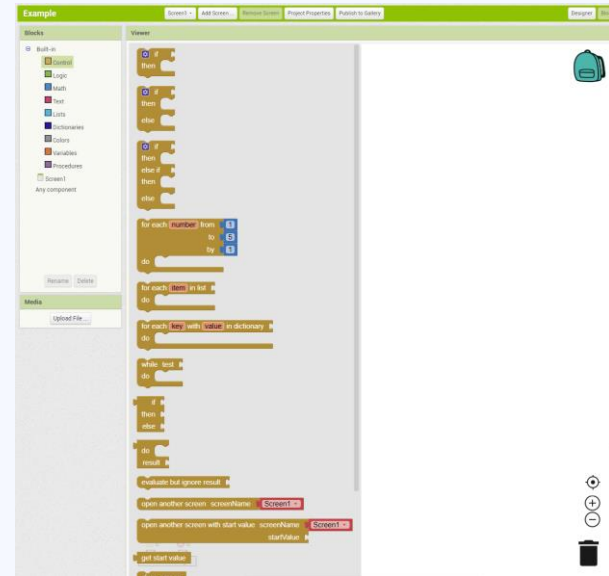 Example
Screen1 Add Screen ... Remove Screen Project Properties Publish to Gallery
Designer
Blocks
Viewer
Built-in
Control
Logic
Math
Text
Lists
Dictionaries
Colors
Variables
Procedures
Screen1
Any component
Rename Delete
Media
Upload File ...
if
then
if
then
else
if
then
else if
then
else
for each number from 1
to 5
by 1
do
for each item in list
do
for each key with value in dictionary
do
while test
do
if
then
else
do
result
evaluate but ignore result
open another screen screenName Screen1
open another screen with start value screenName Screen1
startValue
get start value